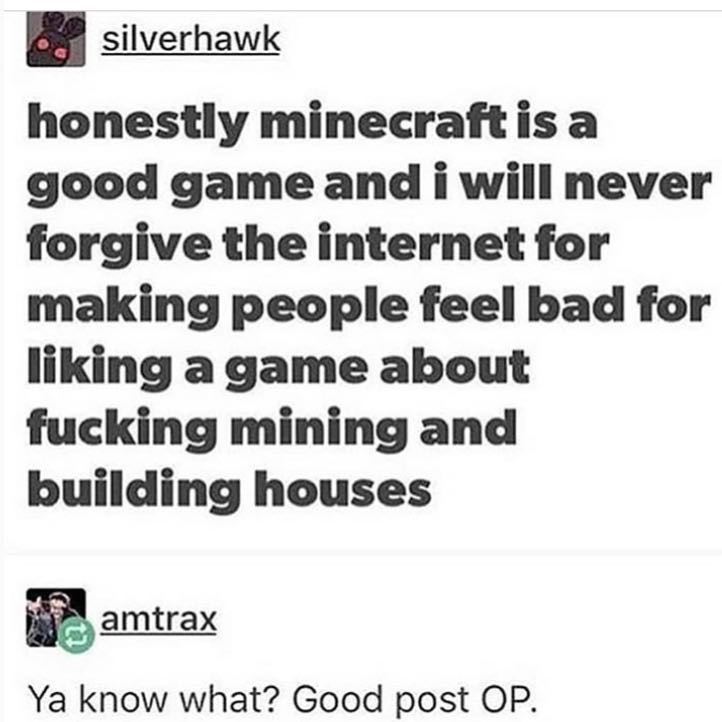 silverhawk
honestly minecraft is a
good game and i will never
forgive the internet for
making people feel bad for
liking a game about
fucking mining and
building houses
amtrax
Ya know what? Good post OP.